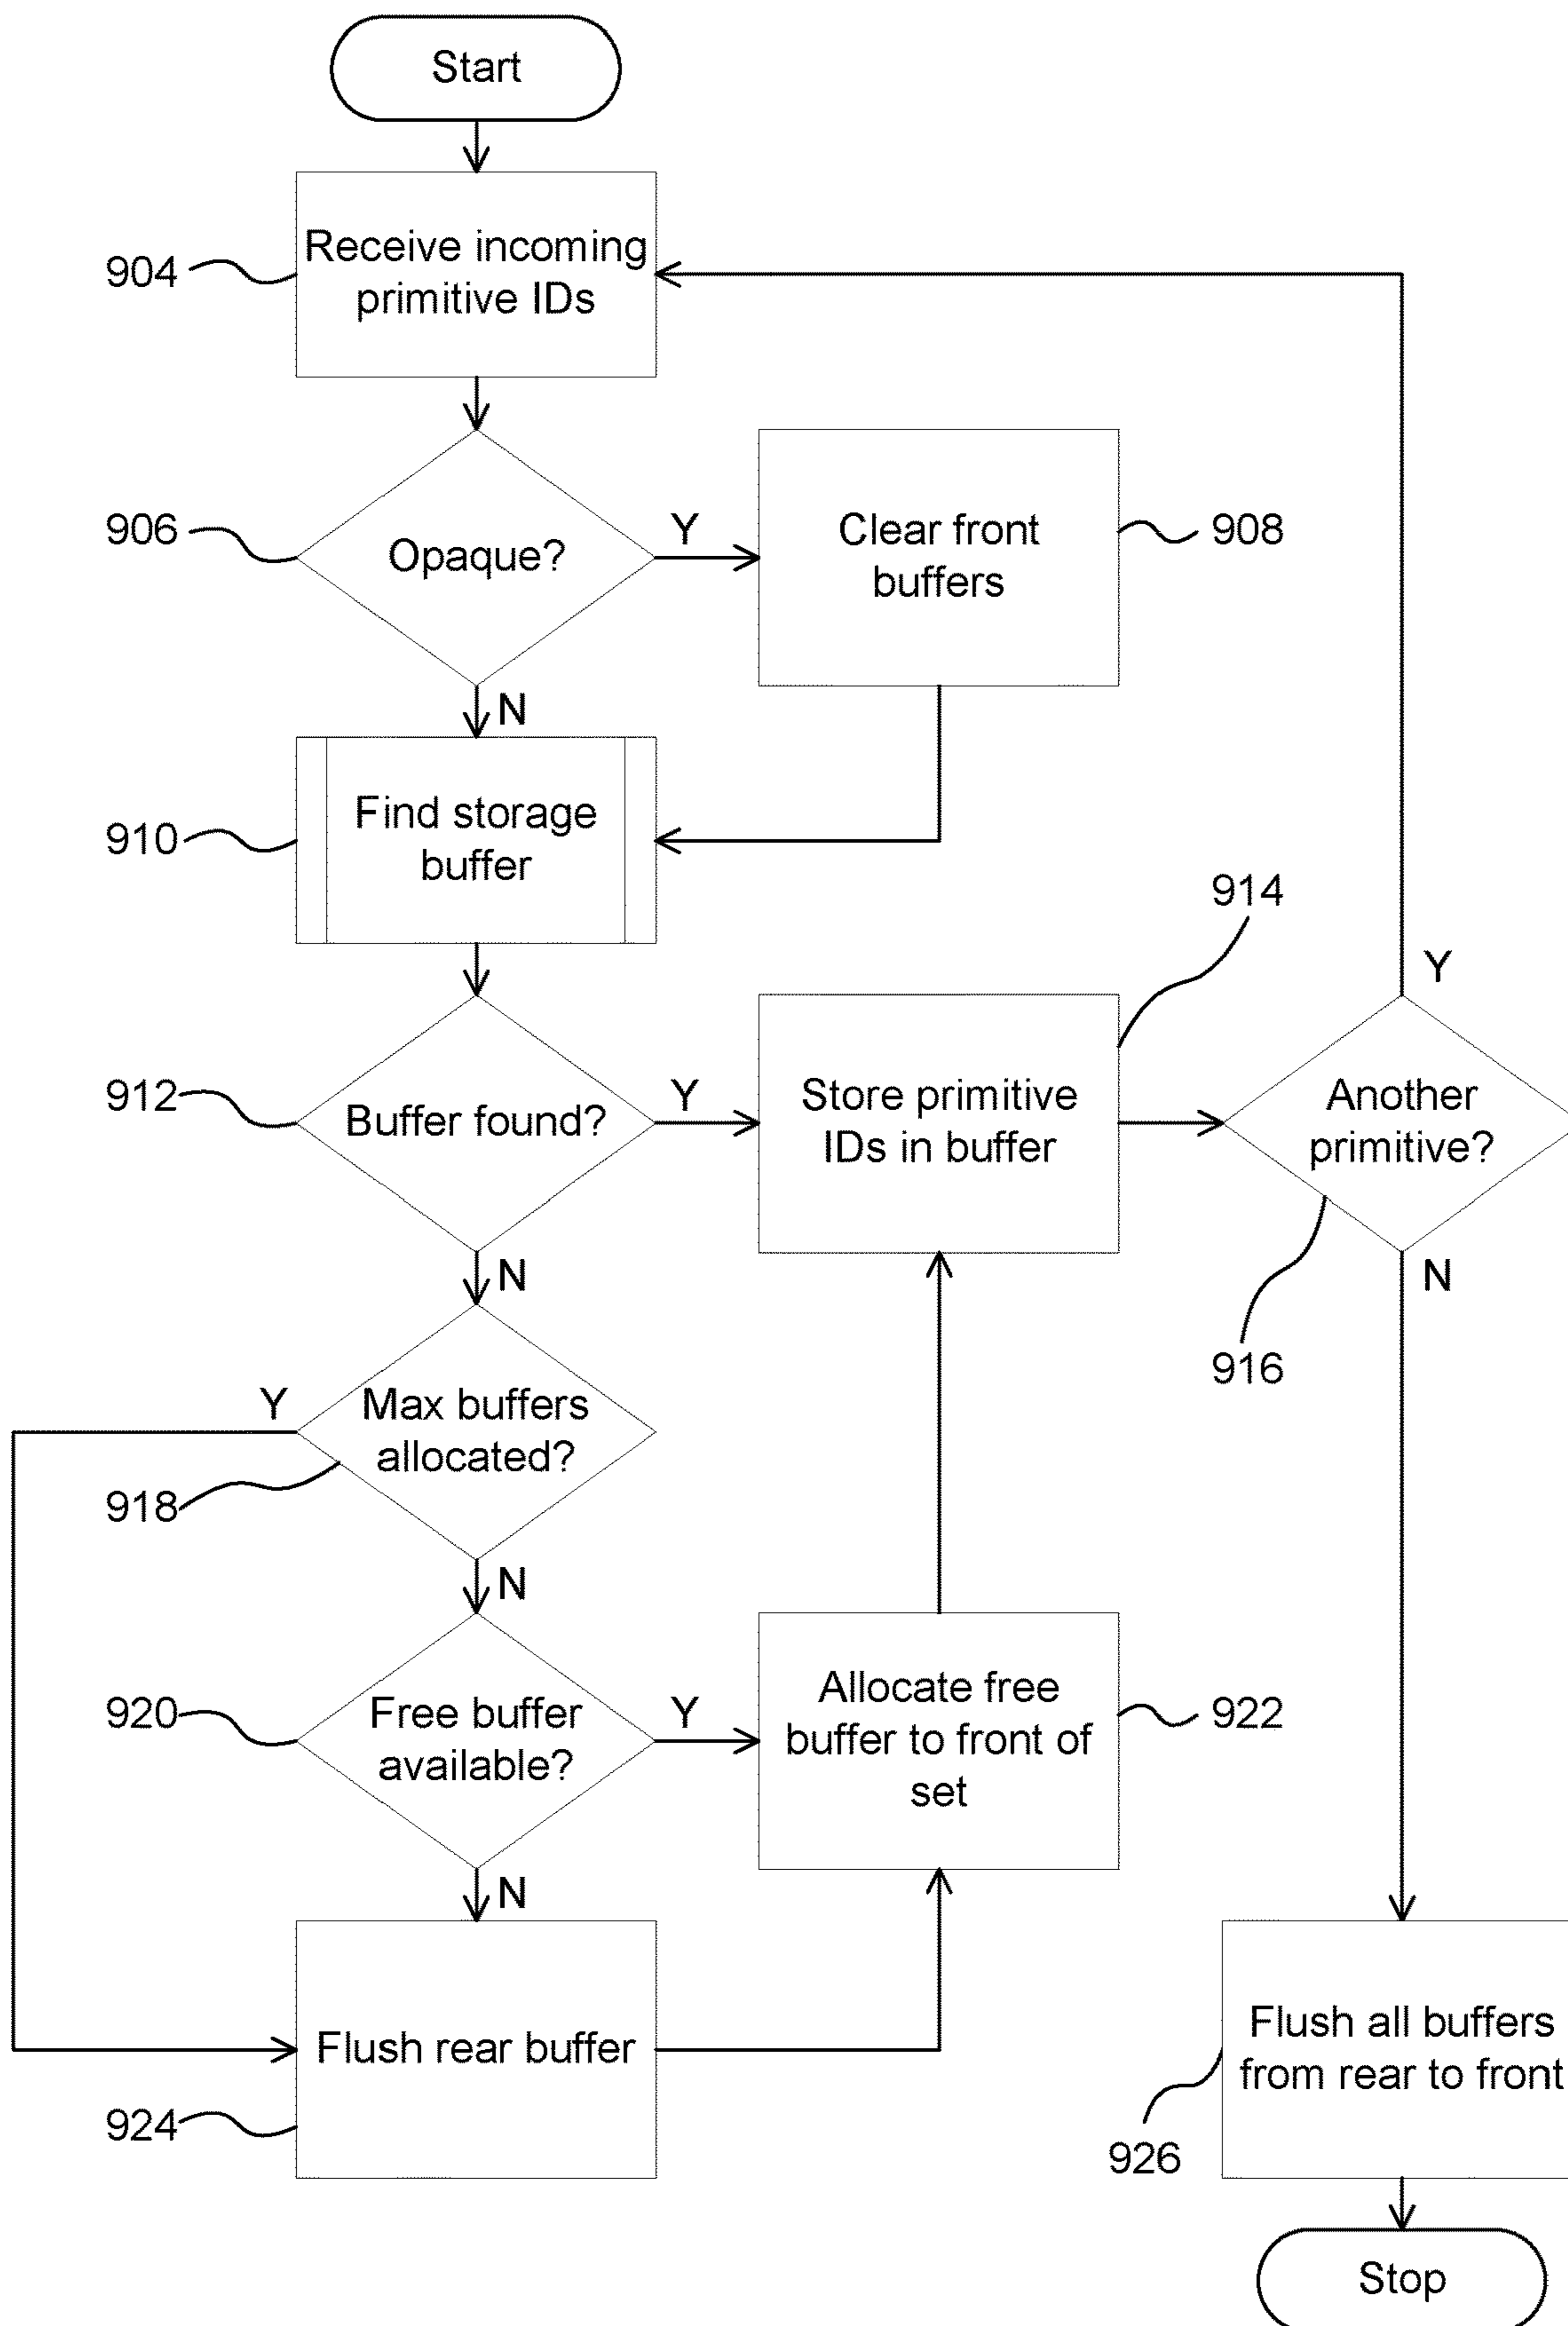 Start
904
Receive incoming
primitive IDs
906
Opaque?
Y
Clear front
buffers
908
N
910
Find storage
buffer
914
Y
912
Buffer found?
Y
Store primitive
IDs in buffer
Another
primitive?
N
N
916
Y
Max buffers
allocated?
918
N
920
Free buffer
available?
Y
Allocate free
buffer to front of
set
922
N
Flush rear buffer
924
Flush all buffers
from rear to front
926
Stop